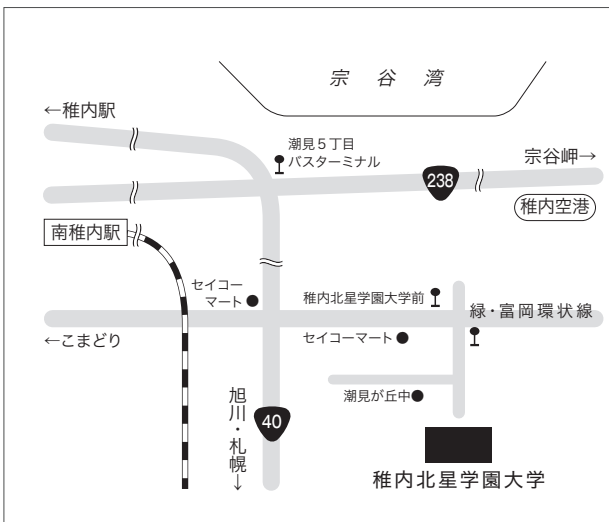 宗谷湾
←稚内駅
潮見5丁目
バスターミナル
宗谷岬→
238
稚内空港
南稚内駅
セイコー
マート
稚内北星学園大学前
緑・富岡環状線
←こまどり
セイコーマート
潮見が丘中
旭川・札幌→
40
稚内北星学園大学